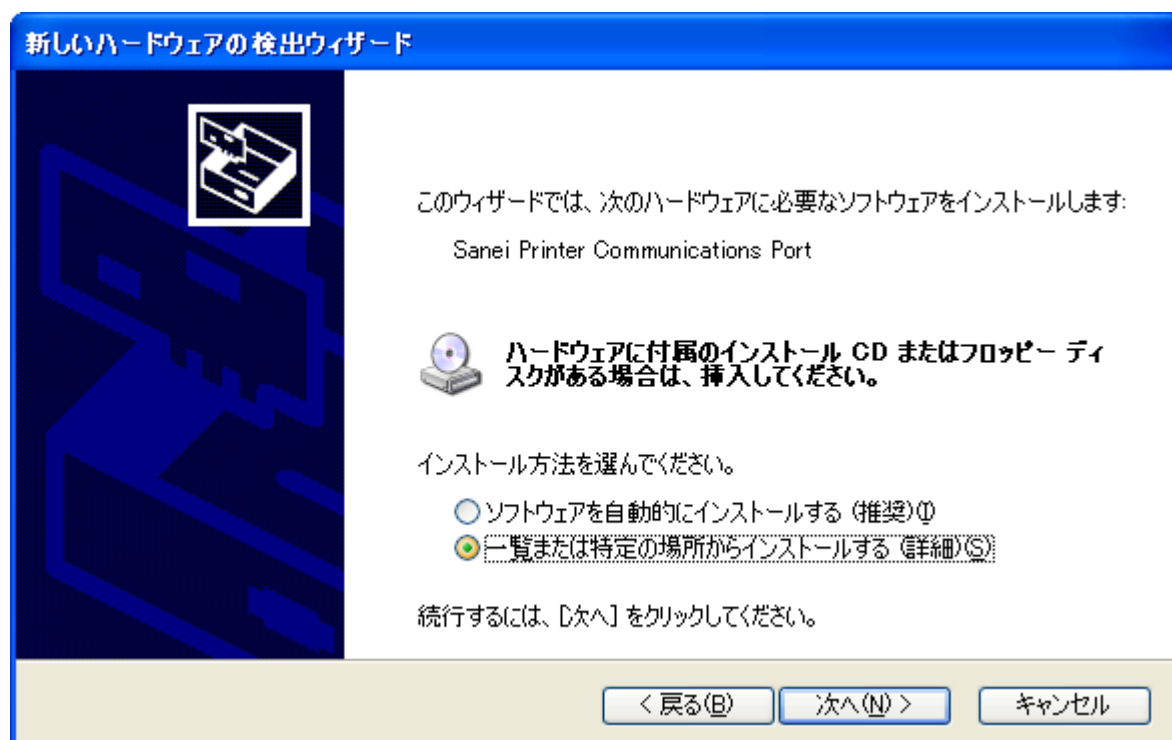 新しいハードウェアの検出ウィザード
このウィザードでは、次のハードウェアに必要なソフトウェアをインストールします:
Sanei Printer Communications Port
ハードウェアに付属のインストール CD またはフロッピー ディ
スクがある場合は、挿入してください。
インストール方法を選んでください。
ソフトウェアを自動的にインストールする (推奨)(I)
一覧または特定の場所からインストールする (詳細)(S)
続行するには、[次へ] をクリックしてください。
< 戻る(B)
次へ(N) >
キャンセル